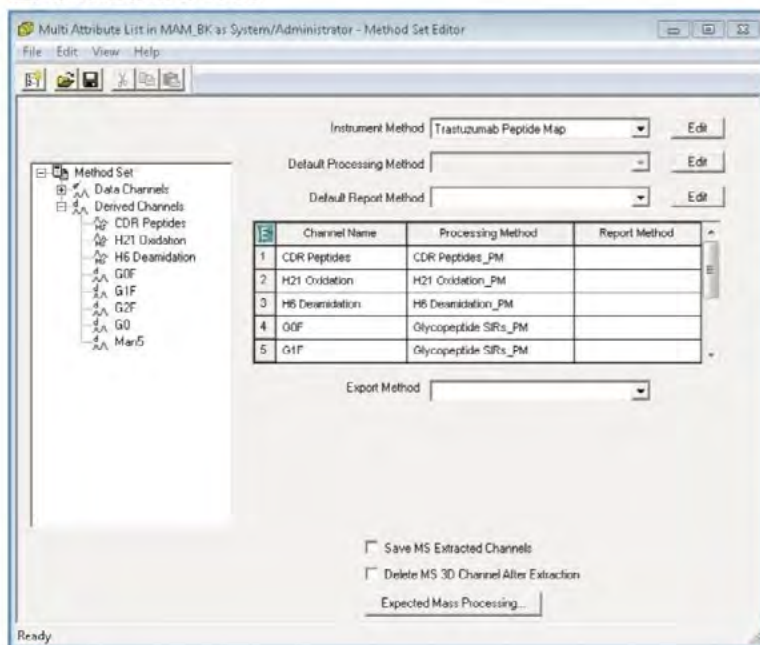 Multi Attribute List in MAM_BK as System/Administrator - Method Set Editor
File Edit View Help
Instrument Method Trastuzumab Peptide Map Edit
Default Processing Method Edit
Default Report Method Edit
Method Set
Data Channels
Derived Channels
CDR Peptides
H21 Oxidation
H6 Deamidation
G0F
G1F
G2F
G0
Man5
Channel Name Processing Method Report Method
1 CDR Peptides CDR Peptides_PM
2 H21 Oxidation H21 Oxidation_PM
3 H6 Deamidation H6 Deamidation_PM
4 G0F Glycopeptide SIRs_PM
5 G1F Glycopeptide SIRs_PM
Export Method
Save MS Extracted Channels
Delete MS 3D Channel After Extraction
Expected Mass Processing...
Ready